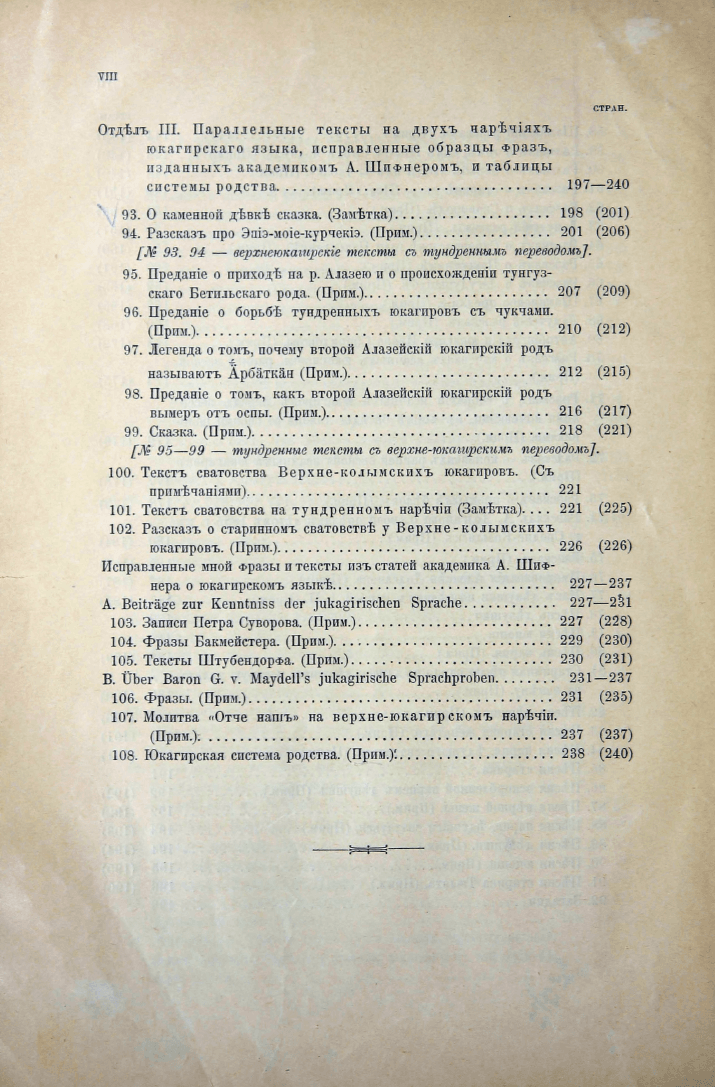 VIII
СТРАН.
Отдѣлъ III. Параллельные тексты на двухъ нарѣчіяхъ
юкагирскаго языка, исправленные образцы фразъ,
изданныхъ академикомъ А. Шифнеромъ, и таблицы
системы родства. 197—240
93. О каменной дѣвкѣ сказка. (Замѣтка) 198 (201)
94. Разсказъ про Эпіэ-моіе-курчекіэ. (Прим.) 201 (206)
[№ 93. 94 — верхнеюкагирскіе тексты съ тундреннымъ переводомъ].
95. Преданіе о приходѣ на р. Алазею и о происхожденіи тунгуз-
скаго Бетильскаго рода. (Прим.) 207 (209)
96. Преданіе о борьбѣ тундренныхъ юкагировъ съ чукчами.
(Прим.). 210 (212)
97. Легенда о томъ, почему второй Алазейскій юкагирскій родъ
называютъ Äрбäткäн (Прим.) 212 (215)
98. Преданіе о томъ, какъ второй Алазейскій юкагирскій родъ
вымеръ отъ оспы. (Прим.) 216 (217)
99. Сказка. (Прим.) 218 (221)
[№ 95—99 — тундренные тексты съ верхне-юкагирскимъ переводомъ].
100. Текстъ сватовства Верхне-колымскихъ юкагировъ. (Съ
примѣчаніями) 221
101. Текстъ сватовства на тундренномъ нарѣчіи (Замѣтка) 221 (225)
102. Разсказъ о старинномъ сватовствѣ у Верхне-колымскихъ
юкагировъ. (Прим.) 226 (226)
Исправленные мной фразы и тексты изъ статей академика А. Шиф-
нера о юкагирскомъ языкѣ. 227—237
A. Beiträge zur Kenntniss der jukagirischen Sprache 227—231
103. Записи Петра Суворова. (Прим.) 227 (228)
104. Фразы Бакмейстера. (Прим.) 229 (230)
105. Тексты Штубендорфа. (Прим.) 230 (231)
B. Über Baron G. v. Maydell's jukagirische Sprachproben. 231—237
106. Фразы. (Прим.) 231 (235)
107. Молитва «Отче нашъ» на верхне-юкагирскомъ нарѣчіи.
(Прим.) 237 (237)
108. Юкагирская система родства. (Прим.) 238 (240)